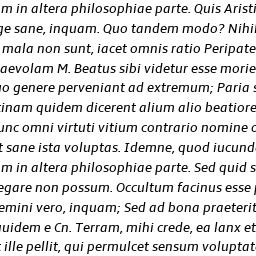 m in altera philosophiae parte. Quis Aristi
ge sane, inquam. Quo tandem modo? Nihi
mala non sunt, iacet omnis ratio Peripate
aevolam M. Beatus sibi videtur esse morie
uo genere perveniant ad extremum; Paria s
tinam quidem dicerent alium alio beatiore
unc omni virtuti vitium contrario nomine o
t sane ista voluptas. Idemne, quod iucund
m in altera philosophiae parte. Sed quid s
egare non possum. Occultum facinus esse p
emini vero, inquam; Sed ad bona praeterit
quidem e Cn. Terram, mihi crede, ea lanx et
t ille pellit, qui permulcet sensum voluptat